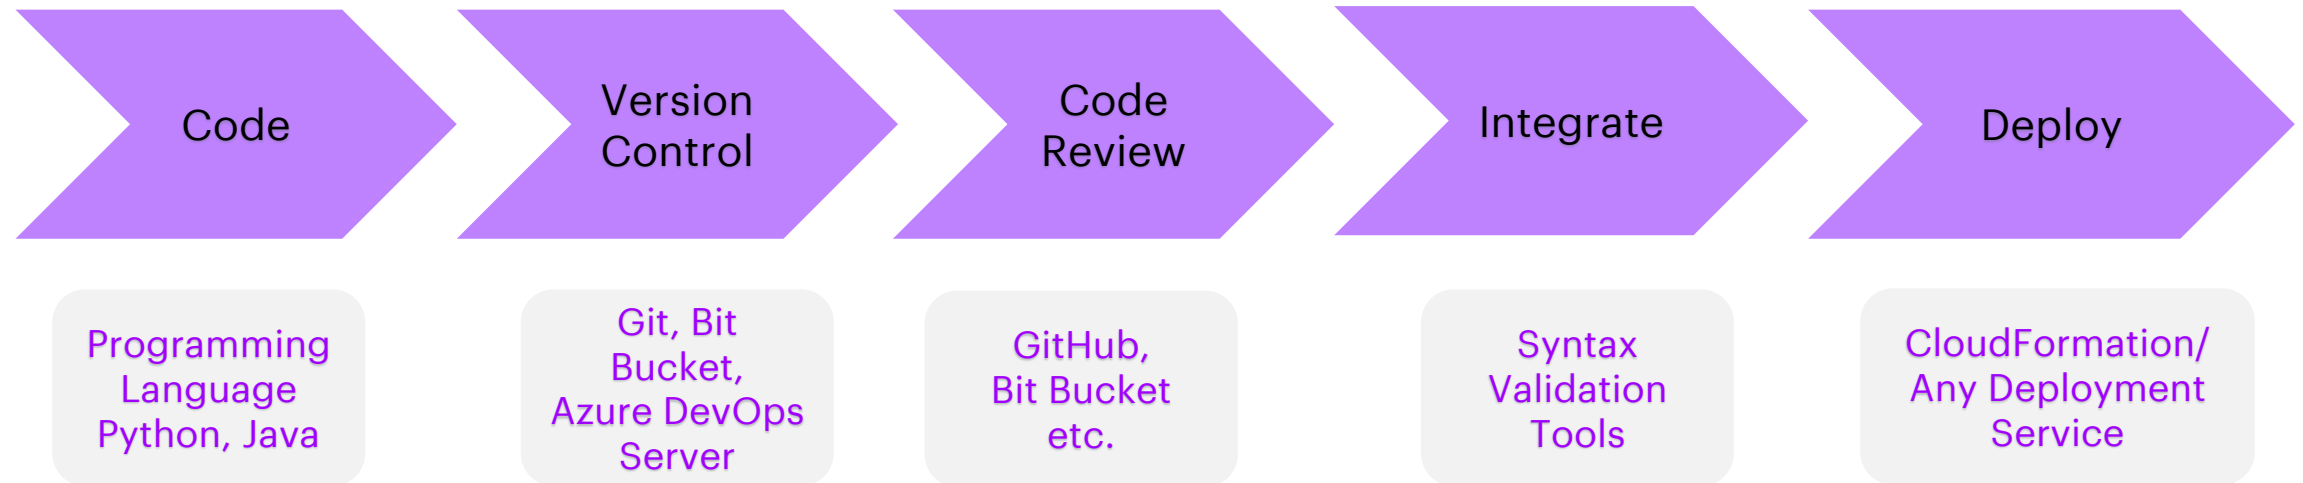 Code
Version
Control
Code
Review
Integrate
Deploy
Programming
Language
Python, Java
Git, Bit
Bucket,
Azure DevOps
Server
GitHub,
Bit Bucket
etc.
Syntax
Validation
Tools
CloudFormation/
Any Deployment
Service